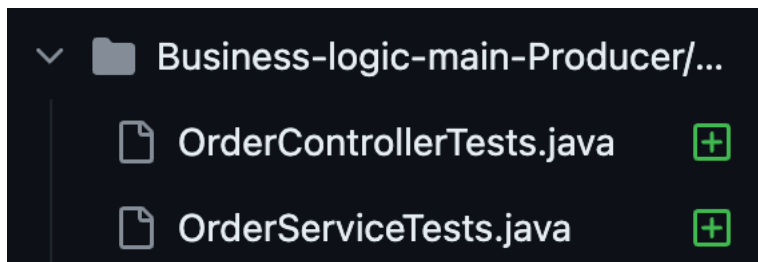 Business-logic-main-Producer/...
OrderControllerTests.java
OrderServiceTests.java